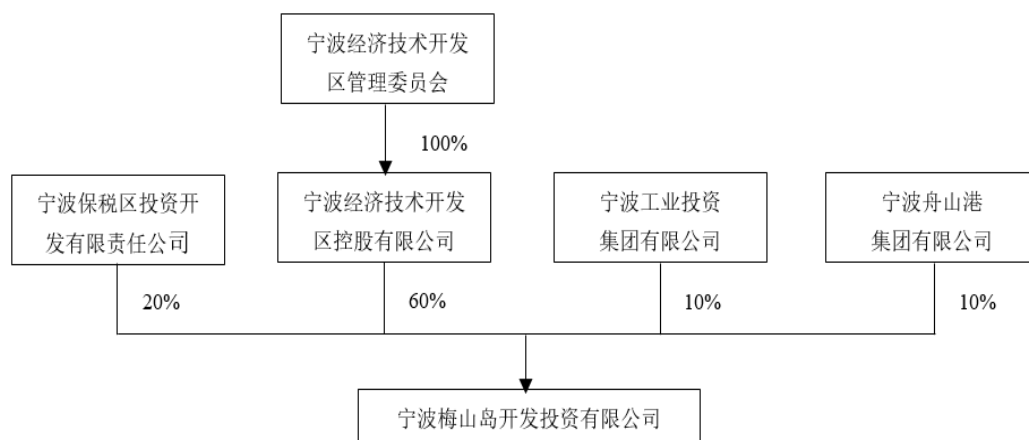 宁波经济技术开发
区管理委员会
100%
宁波保税区投资开
发有限责任公司
宁波经济技术开发
区控股有限公司
宁波工业投资
集团有限公司
宁波舟山港
集团有限公司
20%
60%
10%
10%
宁波梅山岛开发投资有限公司